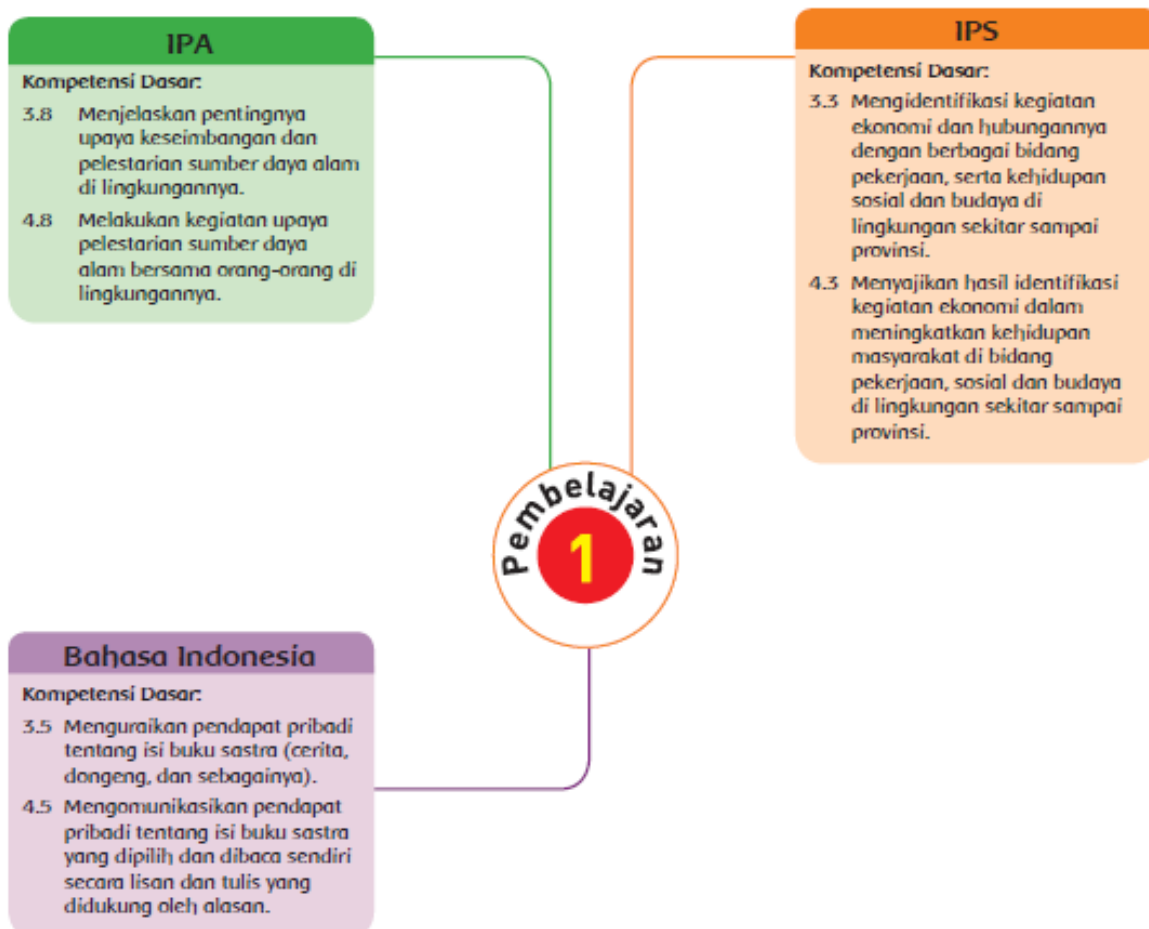 IPA
Kompetensi Dasar:
3.8 Menjelaskan pentingnya
upaya keseimbangan dan
pelestarian sumber daya alam
di lingkungannya.
4.8 Melakukan kegiatan upaya
pelestarian sumber daya
alam bersama orang-orang di
lingkungannya.
IPS
Kompetensi Dasar:
3.3 Mengidentifikasi kegiatan
ekonomi dan hubungannya
dengan berbagai bidang
pekerjaan, serta kehidupan
sosial dan budaya di
lingkungan sekitar sampai
provinsi.
4.3 Menyajikan hasil identifikasi
kegiatan ekonomi dalam
meningkatkan kehidupan
masyarakat di bidang
pekerjaan, sosial dan budaya
di lingkungan sekitar sampai
provinsi.
Pembelajaran
1
Bahasa Indonesia
Kompetensi Dasar:
3.5 Menguraikan pendapat pribadi
tentang isi buku sastra (cerita,
dongeng, dan sebagainya).
4.5 Mengomunikasikan pendapat
pribadi tentang isi buku sastra
yang dipilih dan dibaca sendiri
secara lisan dan tulis yang
didukung oleh alasan.